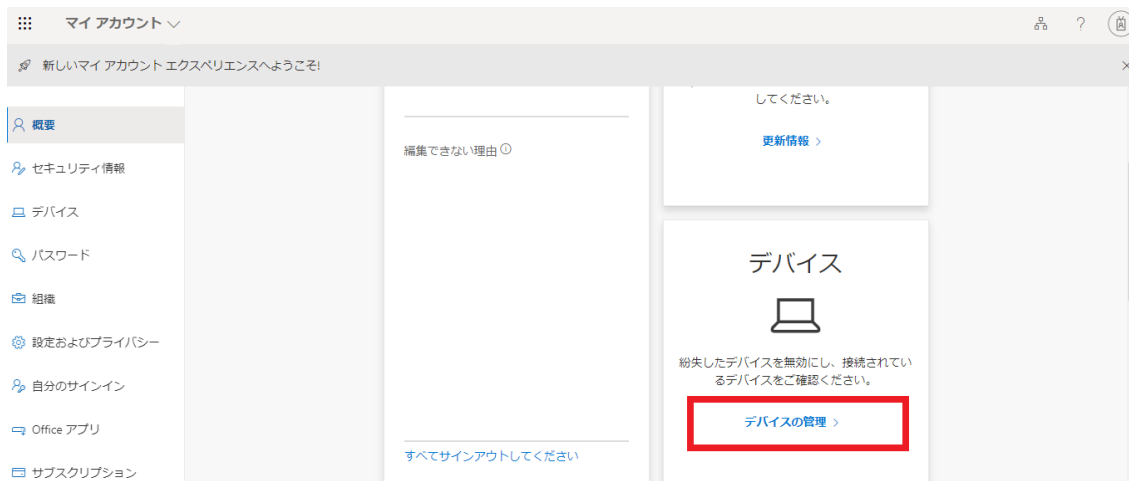 マイ アカウント
?
新しいマイ アカウント エクスペリエンスへようこそ!
概要
セキュリティ情報
デバイス
パスワード
組織
設定およびプライバシー
自分のサインイン
Office アプリ
サブスクリプション
編集できない理由
すべてサインアウトしてください
してください。
更新情報
デバイス
紛失したデバイスを無効にし、接続されてい
るデバイスをご確認ください。
デバイスの管理